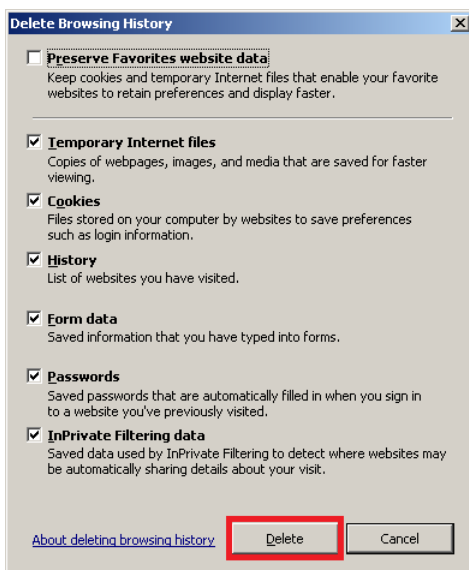 Delete Browsing History
Preserve Favorites website data
Keep cookies and temporary Internet files that enable your favorite
websites to retain preferences and display faster.
Temporary Internet files
Copies of webpages, images, and media that are saved for faster
viewing.
Cookies
Files stored on your computer by websites to save preferences
such as login information.
History
List of websites you have visited.
Form data
Saved information that you have typed into forms.
Passwords
Saved passwords that are automatically filled in when you sign in
to a website you've previously visited.
InPrivate Filtering data
Saved data used by InPrivate Filtering to detect where websites may
be automatically sharing details about your visit.
About deleting browsing history Delete Cancel